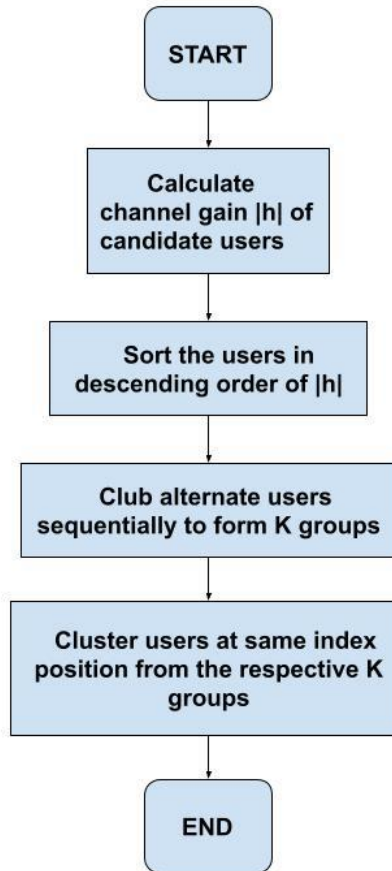 START
Calculate
channel gain |h| of
candidate users
Sort the users in
descending order of |h|
Club alternate users
sequentially to form K groups
Cluster users at same index
position from the respective K
groups
END